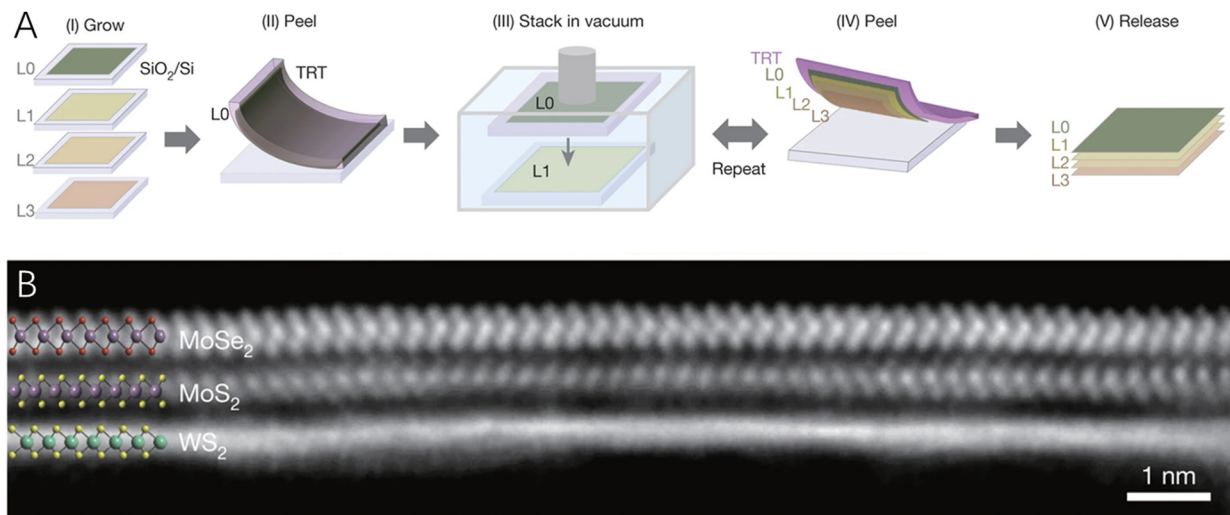 A
(I) Grow
(II) Peel
(III) Stack in vacuum
(IV) Peel
(V) Release
L0
SiO2/Si
L1
L2
L3
TRT
L0
L0
L1
Repeat
TRT
L0
L1
L2
L3
L0
L1
L2
L3
B
MoSe2
MoS2
WS2
1 nm